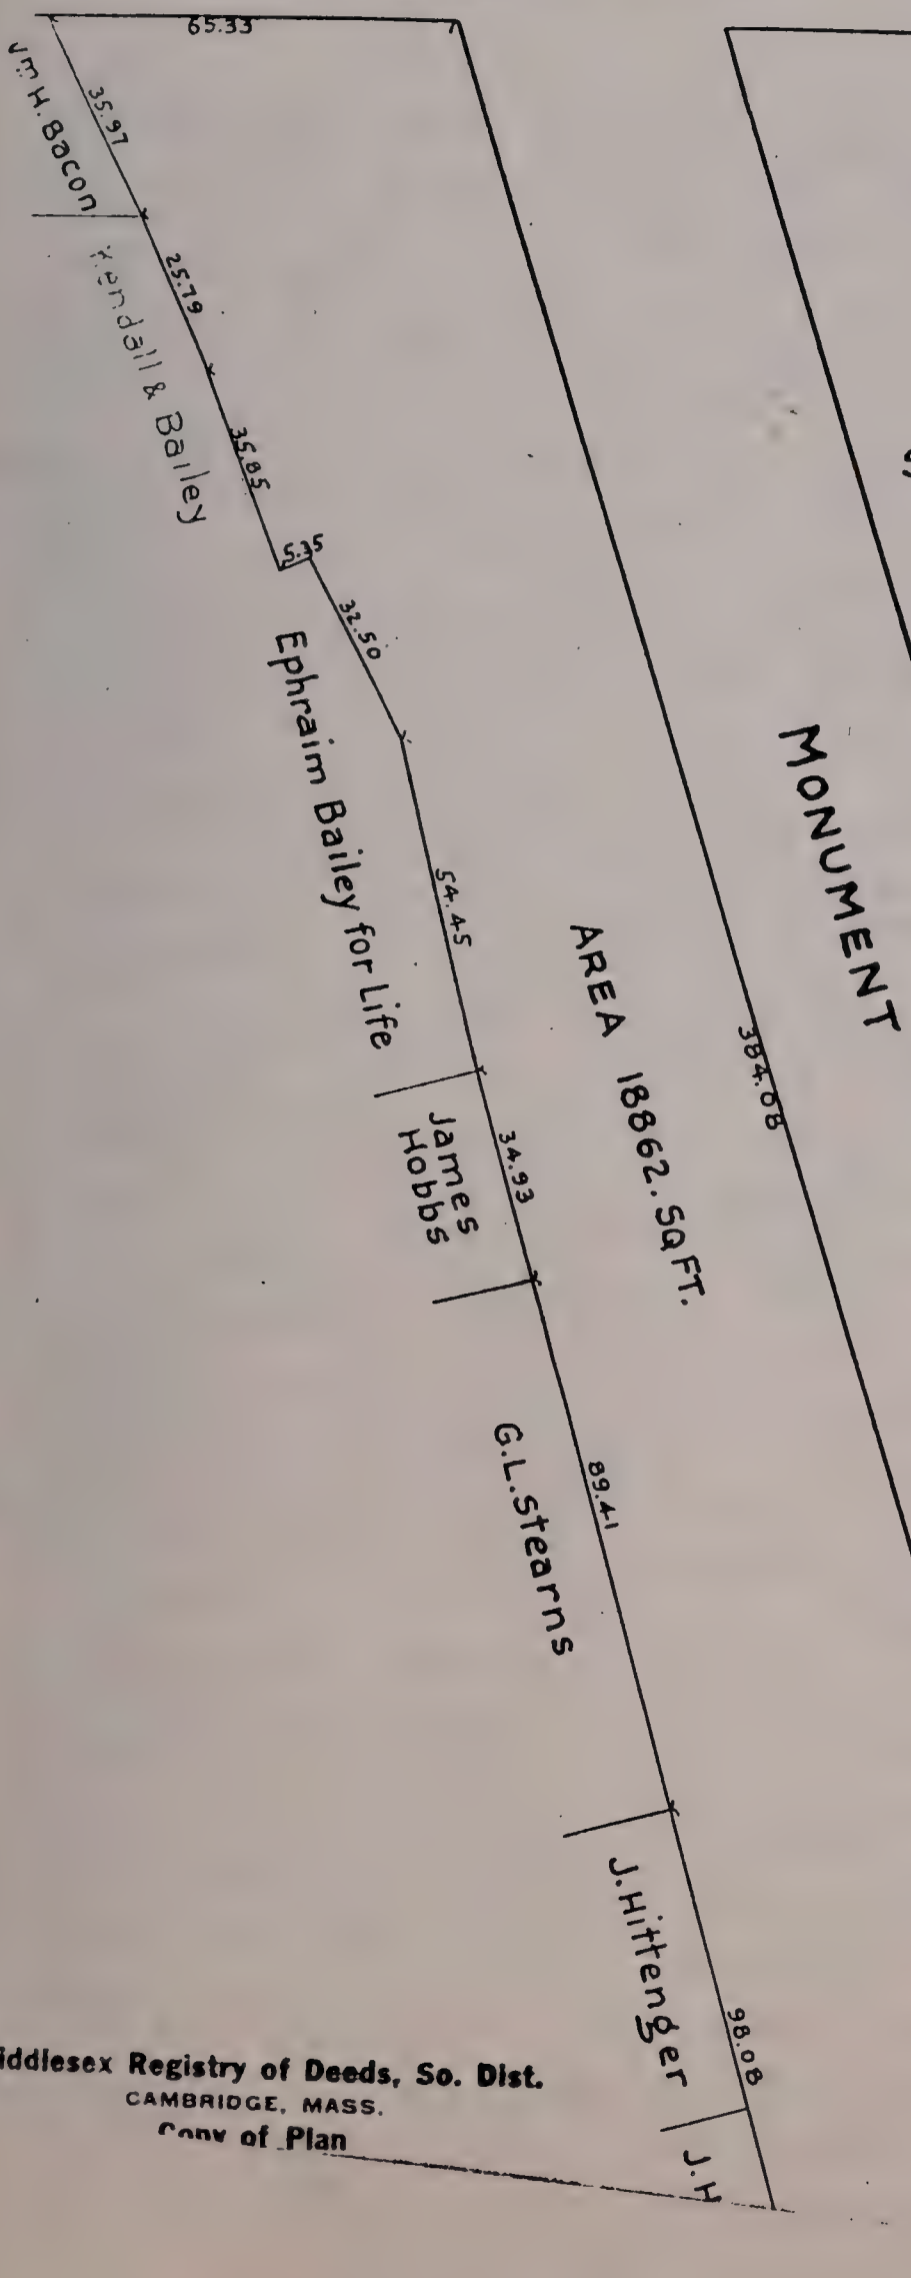 65.33
35.97
m H. Bacon
25.79
Kendall & Bailey
35.85
5.35
32.50
Ephraim Bailey for Life
54.45
MONUMENT
AREA 18862. SQ FT.
384.08
34.93
James
Hobbs
89.41
G.L. Stearns
J. Hittenger
98.08
J.H
iddlesex Registry of Deeds, So. Dist.
CAMBRIDGE, MASS.
Copy of Plan